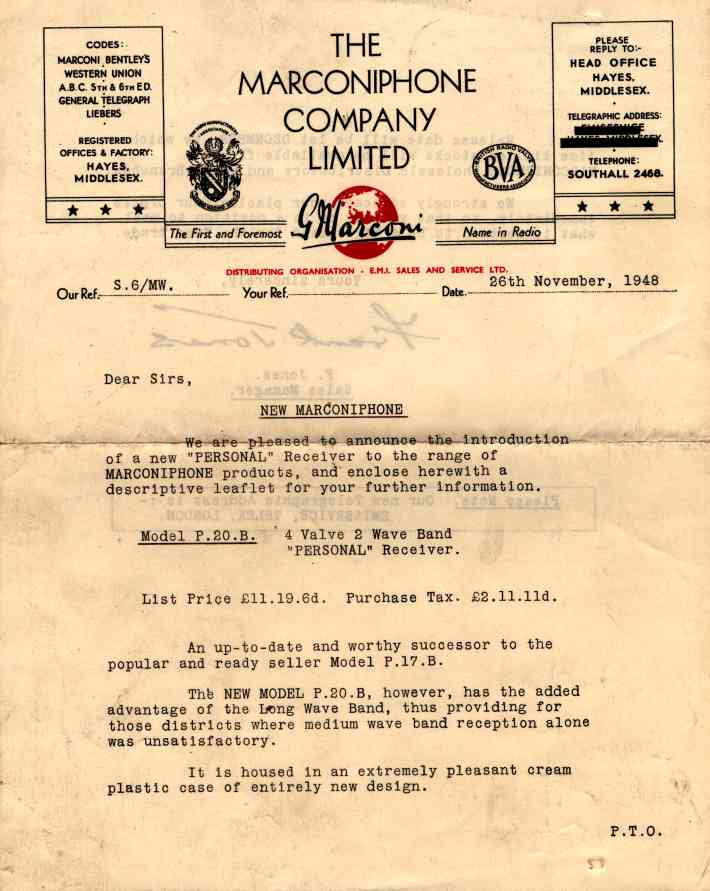 CODES:-
MARCONI BENTLEY'S
WESTERN UNION
A.B.C. 5TH & 6TH ED.
GENERAL TELEGRAPH
LIEBERS
REGISTERED
OFFICES & FACTORY:
HAYES,
MIDDLESEX.
THE
MARCONIPHONE
COMPANY
LIMITED
BRITISH RADIO VALVE
BVA
MANUFACTURERS ASSOCIATION
PLEASE
REPLY TO:-
HEAD OFFICE
HAYES,
MIDDLESEX.
TELEGRAPHIC ADDRESS:
TELEPHONE:
SOUTHALL 2468.
The First and Foremost
G Marconi
Name in Radio
DISTRIBUTING ORGANISATION - E.M.I. SALES AND SERVICE LTD.
Our Ref. S.6/MW. Your Ref. Date 26th November, 1948
Dear Sirs,
NEW MARCONIPHONE
We are pleased to announce the introduction
of a new "PERSONAL" Receiver to the range of
MARCONIPHONE products, and enclose herewith a
descriptive leaflet for your further information.
Model P.20.B. 4 Valve 2 Wave Band
"PERSONAL" Receiver.
List Price £11.19.6d. Purchase Tax. £2.11.11d.
An up-to-date and worthy successor to the
popular and ready seller Model P.17.B.
The NEW MODEL P.20.B, however, has the added
advantage of the Long Wave Band, thus providing for
those districts where medium wave band reception alone
was unsatisfactory.
It is housed in an extremely pleasant cream
plastic case of entirely new design.
P.T.O.